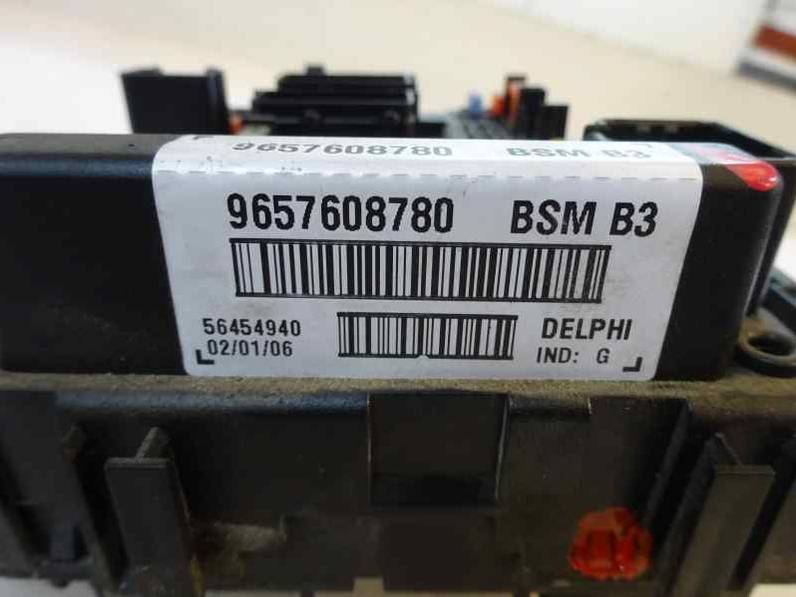 9657608780 BSM B3
9657608780 BSM B3
56454940 DELPHI
02/01/06 IND: G